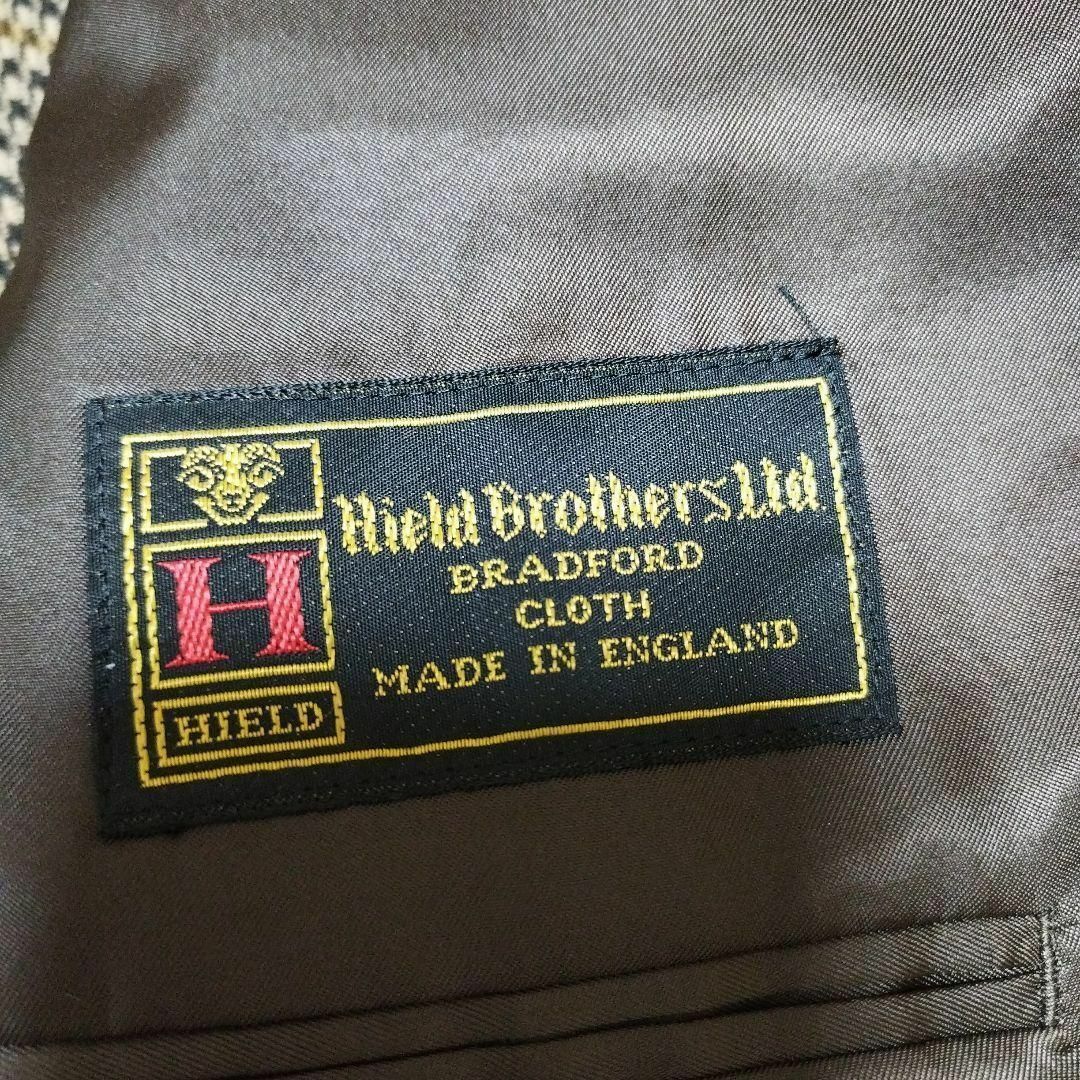 H
HIELD
Hield Brothers Ltd
BRADFORD
CLOTH
MADE IN ENGLAND